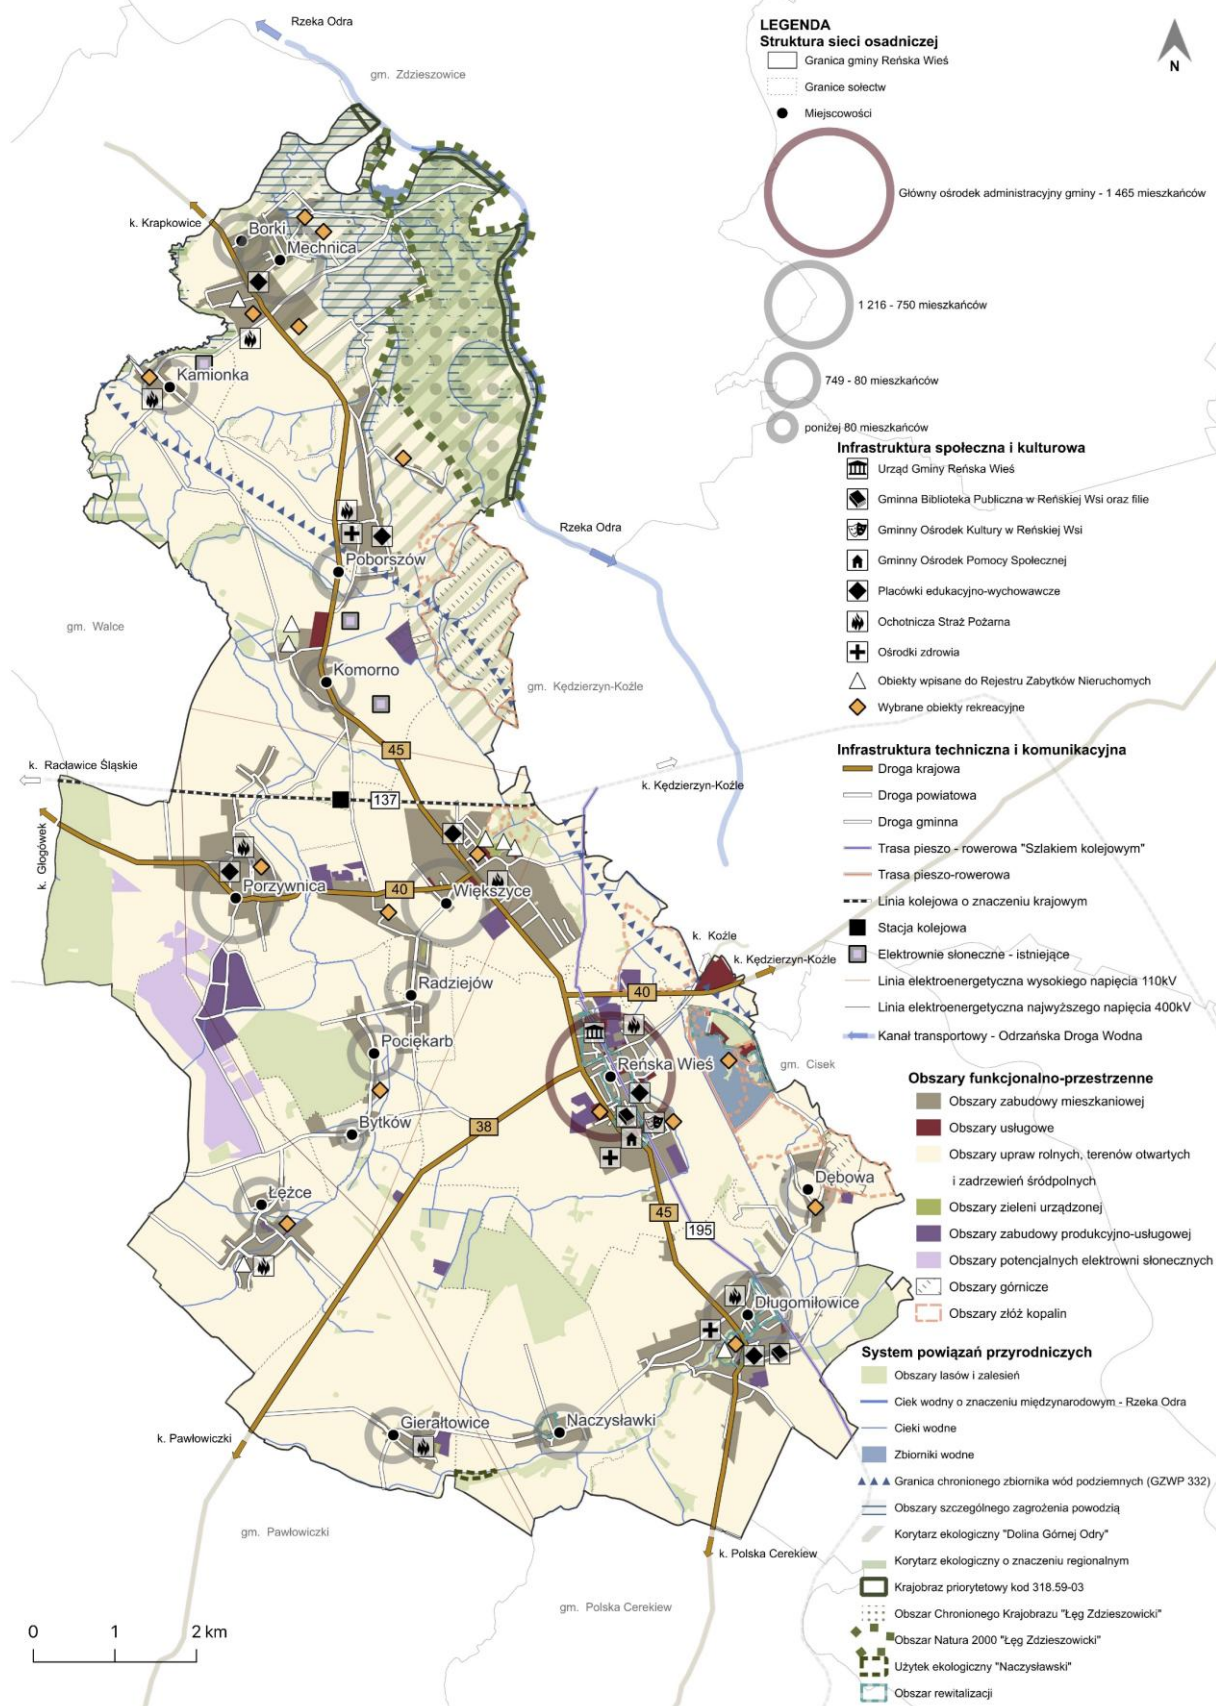 Rzeka Odra
gm. Zdzieszowice
k. Krapkowice
Borki
Mechnica
Kamionka
Poborszów
Rzeka Odra
gm. Walce
Komorno
gm. Kędzierzyn-Koźle
45
k. Racławice Śląskie
137
k. Kędzierzyn-Koźle
k. Głogówek
Porzywnica
40
Większyce
k. Koźle
k. Kędzierzyn-Koźle
Radziejów
40
Pociękarb
Reńska Wieś
gm. Cisek
38
Bytków
Dębowa
Łężce
45
195
Długomiłowice
Gierałtowice
Naczysławki
k. Pawłowiczki
gm. Pawłowiczki
k. Polska Cerekiew
gm. Polska Cerekiew
0 1 2 km
N
LEGENDA
Struktura sieci osadniczej
Granica gminy Reńska Wieś
Granice sołectw
Miejscowości
Główny ośrodek administracyjny gminy - 1 465 mieszkańców
1 216 - 750 mieszkańców
749 - 80 mieszkańców
poniżej 80 mieszkańców
Infrastruktura społeczna i kulturowa
Urząd Gminy Reńska Wieś
Gminna Biblioteka Publiczna w Reńskiej Wsi oraz filie
Gminny Ośrodek Kultury w Reńskiej Wsi
Gminny Ośrodek Pomocy Społecznej
Placówki edukacyjno-wychowawcze
Ochotnicza Straż Pożarna
Ośrodki zdrowia
Obiekty wpisane do Rejestru Zabytków Nieruchomych
Wybrane obiekty rekreacyjne
Infrastruktura techniczna i komunikacyjna
Droga krajowa
Droga powiatowa
Droga gminna
Trasa pieszo - rowerowa "Szlakiem kolejowym"
Trasa pieszo-rowerowa
Linia kolejowa o znaczeniu krajowym
Stacja kolejowa
Elektrownie słoneczne - istniejące
Linia elektroenergetyczna wysokiego napięcia 110kV
Linia elektroenergetyczna najwyższego napięcia 400kV
Kanał transportowy - Odrzańska Droga Wodna
Obszary funkcjonalno-przestrzenne
Obszary zabudowy mieszkaniowej
Obszary usługowe
Obszary upraw rolnych, terenów otwartych
i zadrzewień śródpolnych
Obszary zieleni urządzonej
Obszary zabudowy produkcyjno-usługowej
Obszary potencjalnych elektrowni słonecznych
Obszary górnicze
Obszary złóż kopalin
System powiązań przyrodniczych
Obszary lasów i zalesień
Ciek wodny o znaczeniu międzynarodowym - Rzeka Odra
Cieki wodne
Zbiorniki wodne
Granica chronionego zbiornika wód podziemnych (GZWP 332)
Obszary szczególnego zagrożenia powodzią
Korytarz ekologiczny "Dolina Górnej Odry"
Korytarz ekologiczny o znaczeniu regionalnym
Krajobraz priorytetowy kod 318.59-03
Obszar Chronionego Krajobrazu "Łęg Zdzieszowicki"
Obszar Natura 2000 "Łęg Zdzieszowicki"
Użytek ekologiczny "Naczysławski"
Obszar rewitalizacji